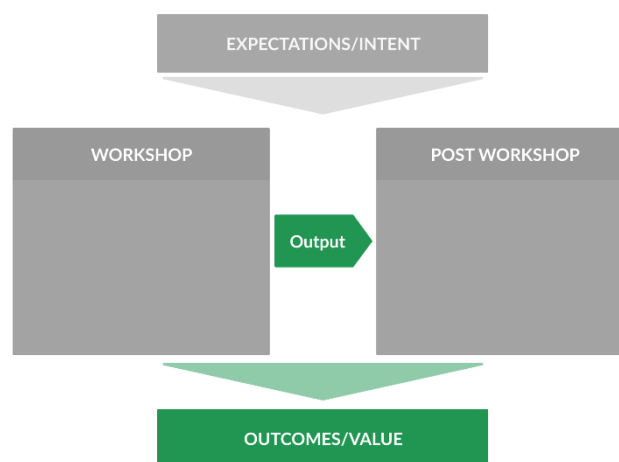 EXPECTATIONS/INTENT
WORKSHOP
POST WORKSHOP
Output
OUTCOMES/VALUE